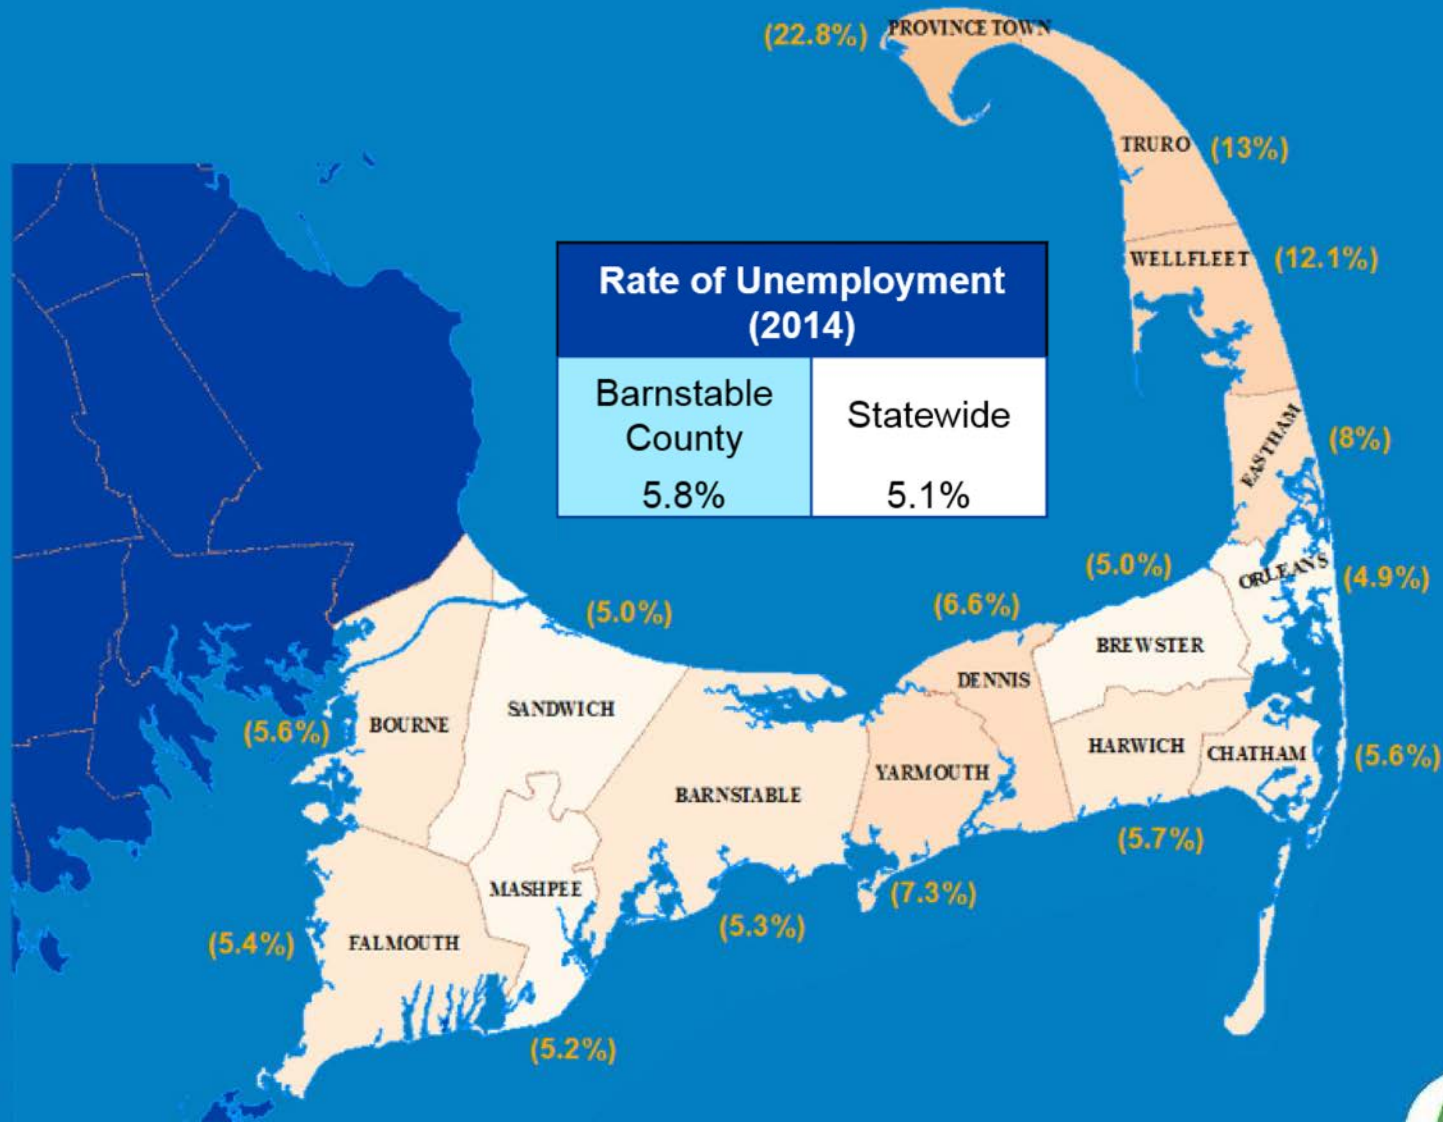 (22.8%) PROVINCETOWN
TRURO (13%)
WELLFLEET (12.1%)
Rate of Unemployment
(2014)
Barnstable
County
5.8%
Statewide
5.1%
EASTHAM (8%)
(5.0%)
ORLEANS (4.9%)
(6.6%)
(5.0%)
BREWSTER
DENNIS
SANDWICH
BOURNE
(5.6%)
HARWICH
CHATHAM
(5.6%)
YARMOUTH
BARNSTABLE
(5.7%)
MASHPEE
(7.3%)
(5.3%)
(5.4%)
FALMOUTH
(5.2%)